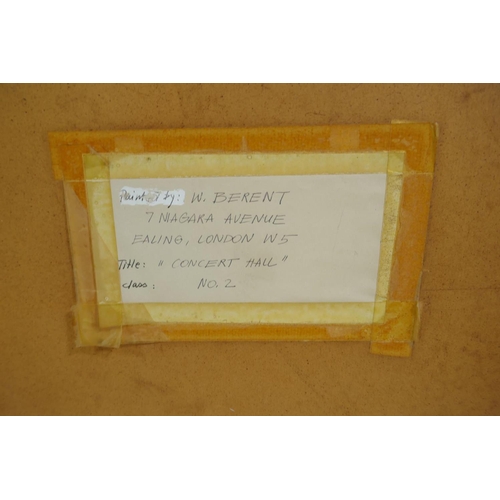 Painted by: W. BERENT
7 NIAGARA AVENUE
EALING, LONDON W5
Title: "CONCERT HALL"
class: NO. 2